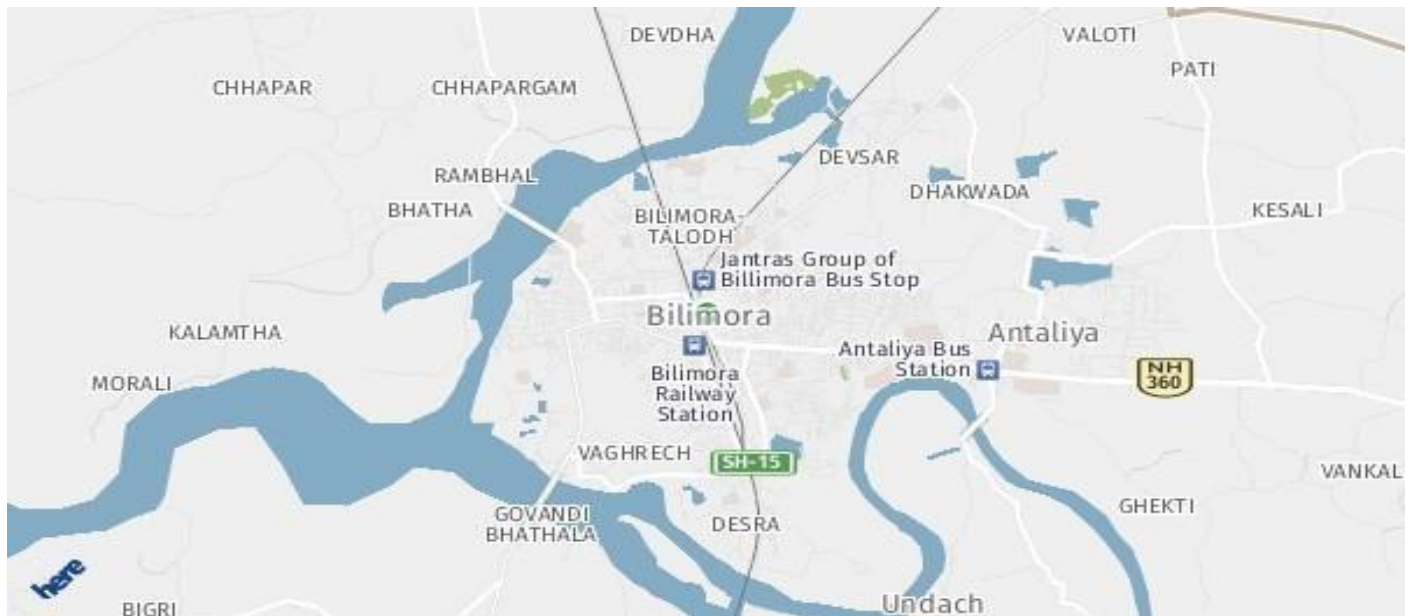 DEVDHA
VALOTI
PATI
CHHAPAR
CHHAPARGAM
DEVSAR
RAMBHAL
DHAKWADA
BHATHA
BILIMORA-
TALODH
KESALI
Jantras Group of
Billimora Bus Stop
Bilimora
KALAMTHA
Antaliya
Antaliya Bus
Station
MORALI
Bilimora
Railway
Station
NH
360
VAGHRECH
SH-15
VANKAL
GHEKTI
GOVANDI
BHATHALA
DESRA
here
BIGRI
Undach